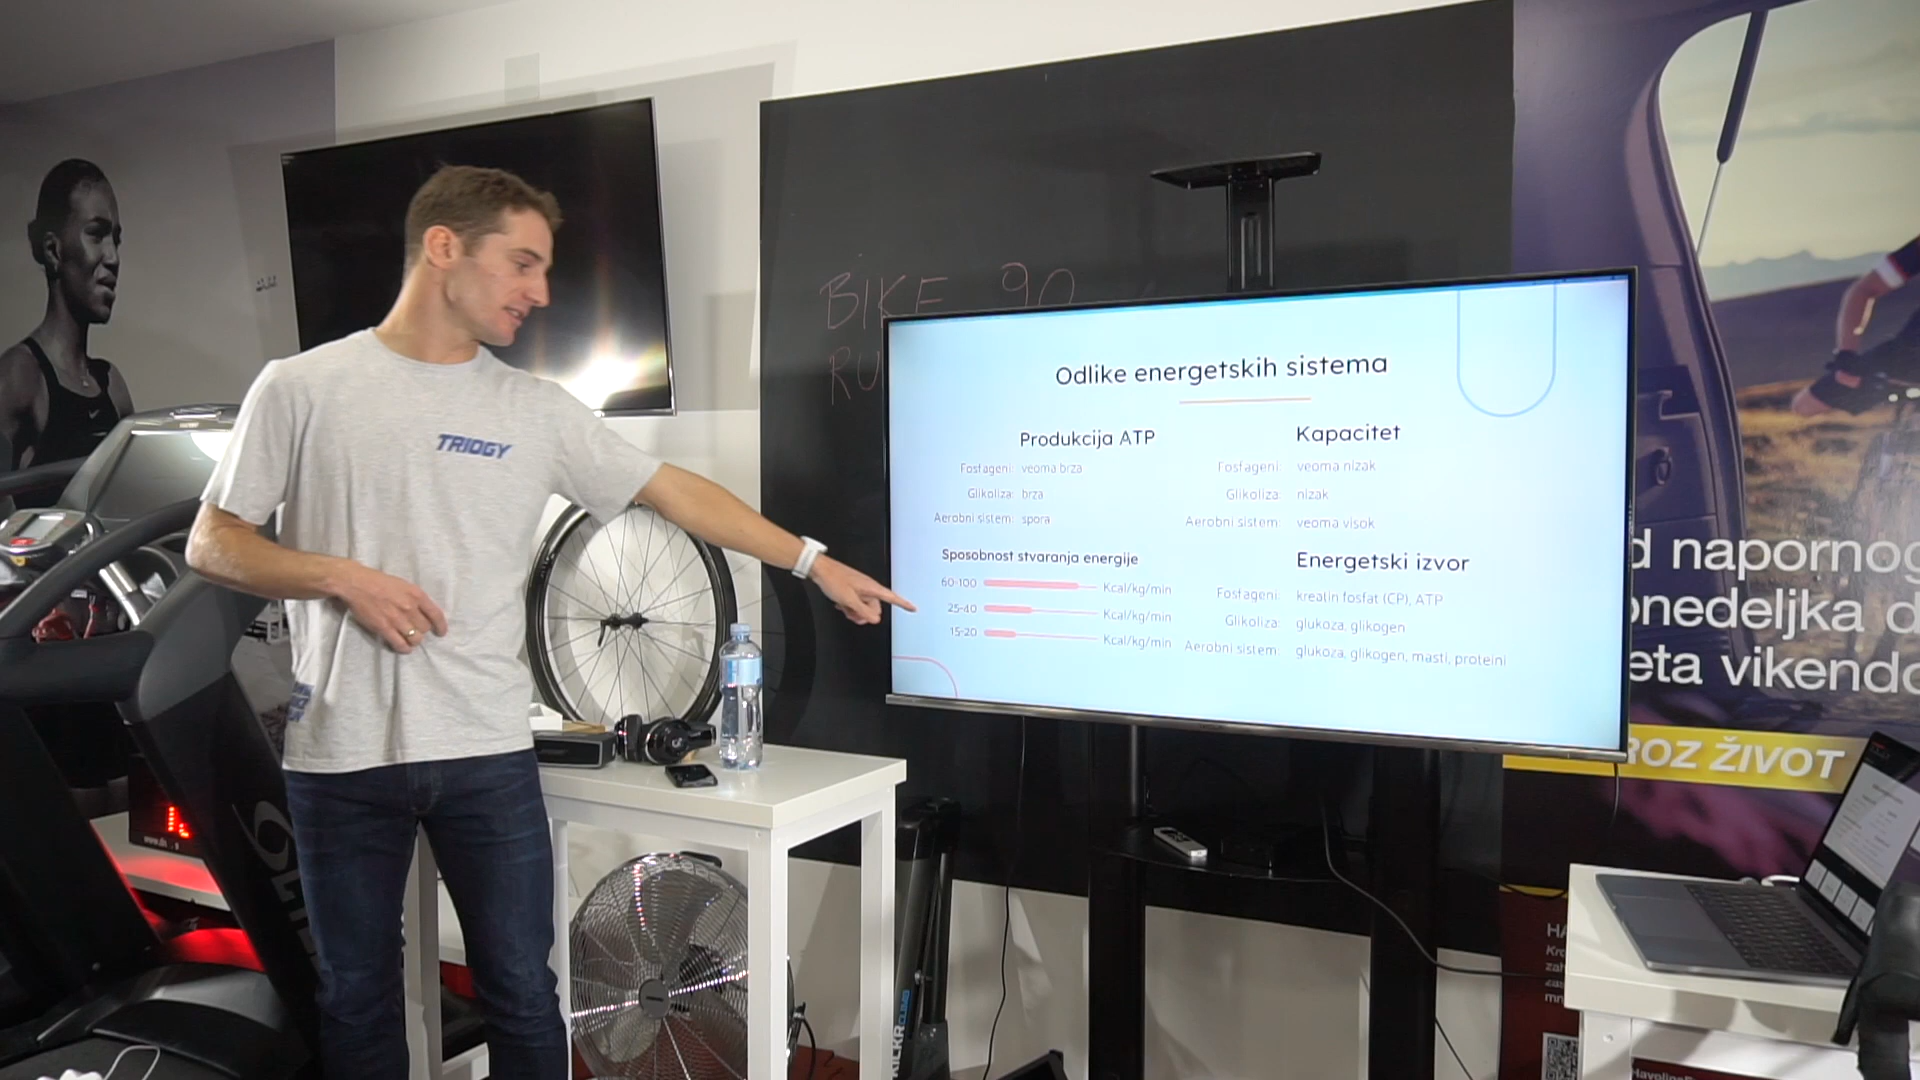 TRIOGY
BIKE 90
RU
Odlike energetskih sistema
Produkcija ATP
Fosfageni: veoma brza
Glikoliza: brza
Aerobni sistem: spora
Kapacitet
Fosfageni: veoma nizak
Glikoliza: nizak
Aerobni sistem: veoma visok
Sposobnost stvaranja energije
60-100 Kcal/kg/min
25-40 Kcal/kg/min
15-20 Kcal/kg/min
Energetski izvor
Fosfageni: kreatin fosfat (CP), ATP
Glikoliza: glukoza, glikogen
Aerobni sistem: glukoza, glikogen, masti, proteini
d napornog
onedeljka d
eta vikendo
ROZ ŽIVOT
KICKR CLIMB